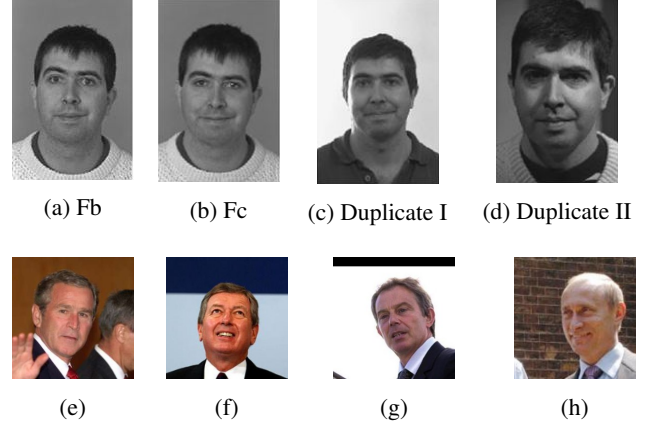 (a) Fb
(b) Fc
(c) Duplicate I
(d) Duplicate II
(e)
(f)
(g)
(h)